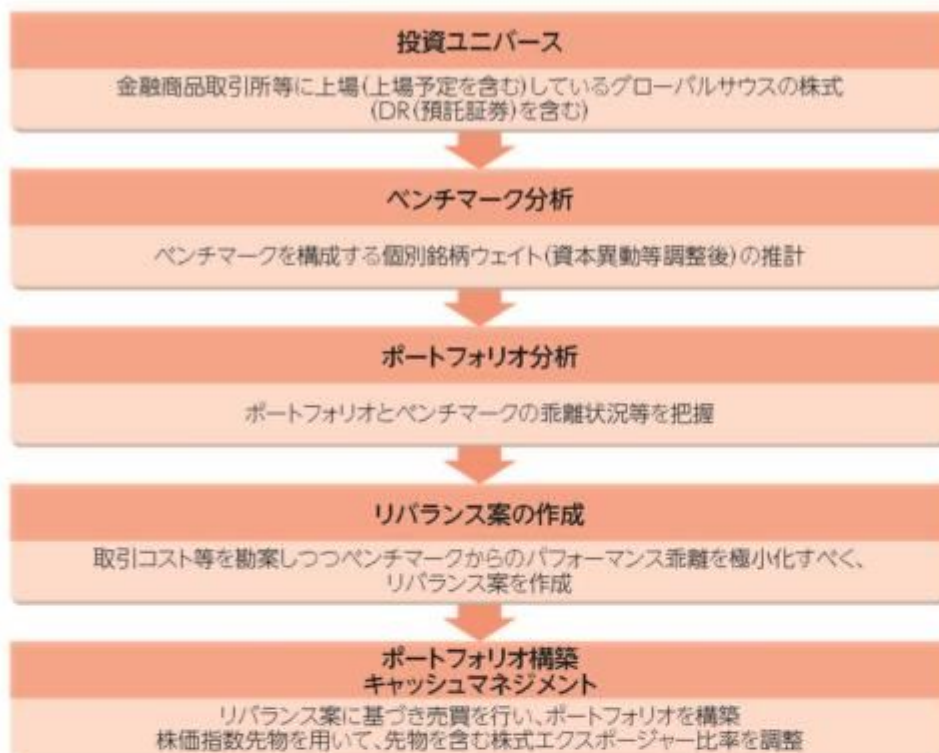 投資ユニバース
金融商品取引所等に上場(上場予定を含む)しているグローバルサウスの株式
(DR(預託証券)を含む)
ベンチマーク分析
ベンチマークを構成する個別銘柄ウェイト(資本異動等調整後)の推計
ポートフォリオ分析
ポートフォリオとベンチマークの乖離状況等を把握
リバランス案の作成
取引コスト等を勘案しつつベンチマークからのパフォーマンス乖離を極小化すべく、
リバランス案を作成
ポートフォリオ構築
キャッシュマネジメント
リバランス案に基づき売買を行い、ポートフォリオを構築
株価指数先物を用いて、先物を含む株式エクスポージャー比率を調整